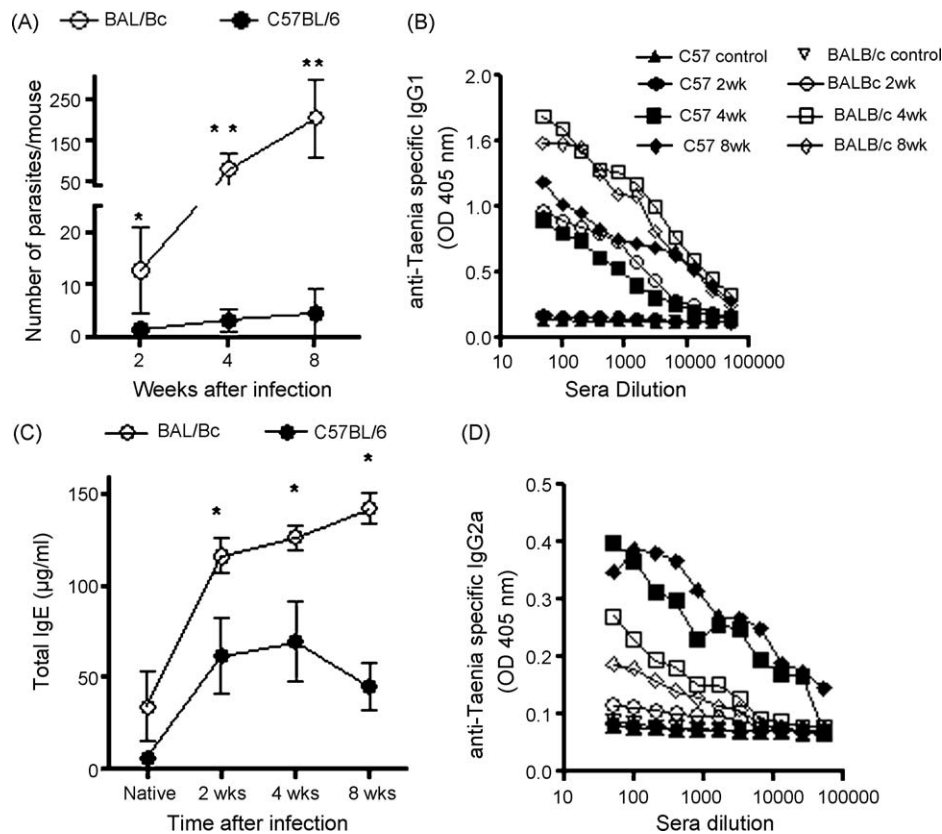 (A)
BAL/Bc
C57BL/6
**
**
*
250
150
50
20
10
0
Number of parasites/mouse
2
4
8
Weeks after infection
(B)
C57 control
BALB/c control
C57 2wk
BALBc 2wk
C57 4wk
BALB/c 4wk
C57 8wk
BALB/c 8wk
2.0
1.6
1.0
0.5
0.0
anti-Taenia specific IgG1
(OD 405 nm)
10
100
1000
10000
100000
Sera Dilution
(C)
BAL/Bc
C57BL/6
*
*
*
150
100
50
0
Total IgE (µg/ml)
Native
2 wks
4 wks
8 wks
Time after infection
(D)
0.5
0.4
0.3
0.2
0.1
0.0
anti-Taenia specific IgG2a
(OD 405 nm)
10
100
1000
10000
100000
Sera dilution